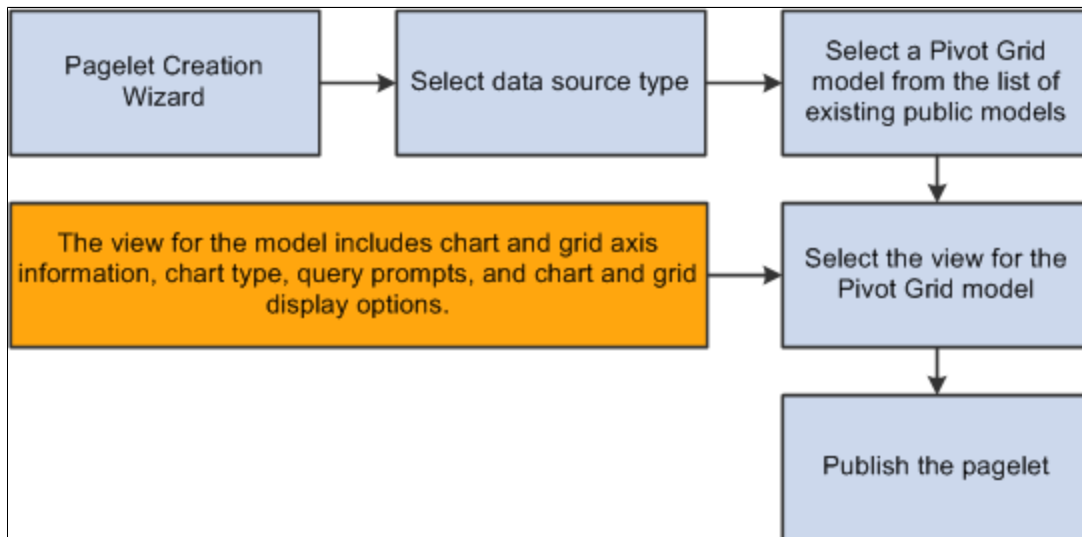 Pagelet Creation
Wizard
Select data source type
Select a Pivot Grid
model from the list of
existing public models
The view for the model includes chart and grid axis
information, chart type, query prompts, and chart and grid
display options.
Select the view for the
Pivot Grid model
Publish the pagelet